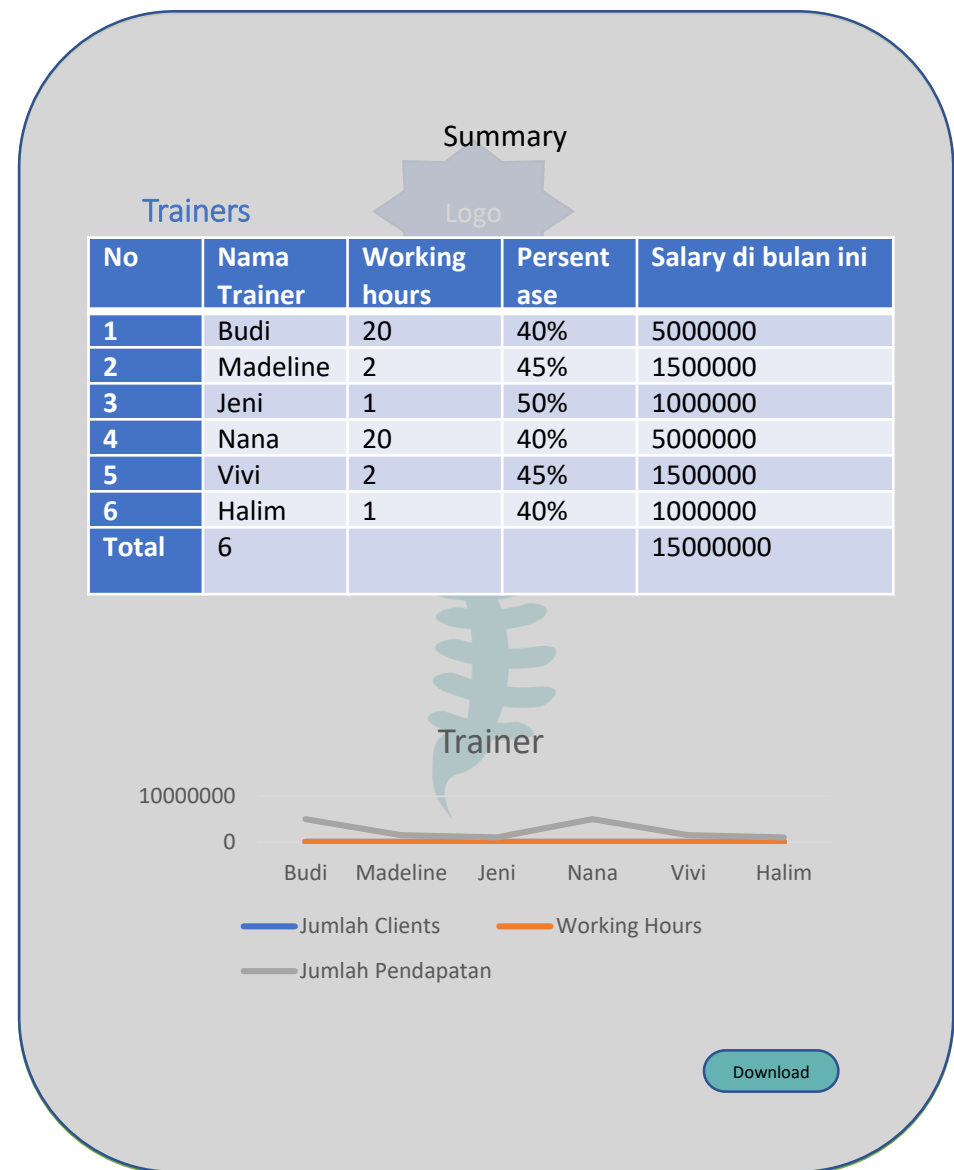 Summary
Logo
Trainers
No Nama Trainer Working hours Persent ase Salary di bulan ini
1 Budi 20 40% 5000000
2 Madeline 2 45% 1500000
3 Jeni 1 50% 1000000
4 Nana 20 40% 5000000
5 Vivi 2 45% 1500000
6 Halim 1 40% 1000000
Total 6 15000000
Trainer
10000000
0
Budi Madeline Jeni Nana Vivi Halim
Jumlah Clients Working Hours
Jumlah Pendapatan
Download